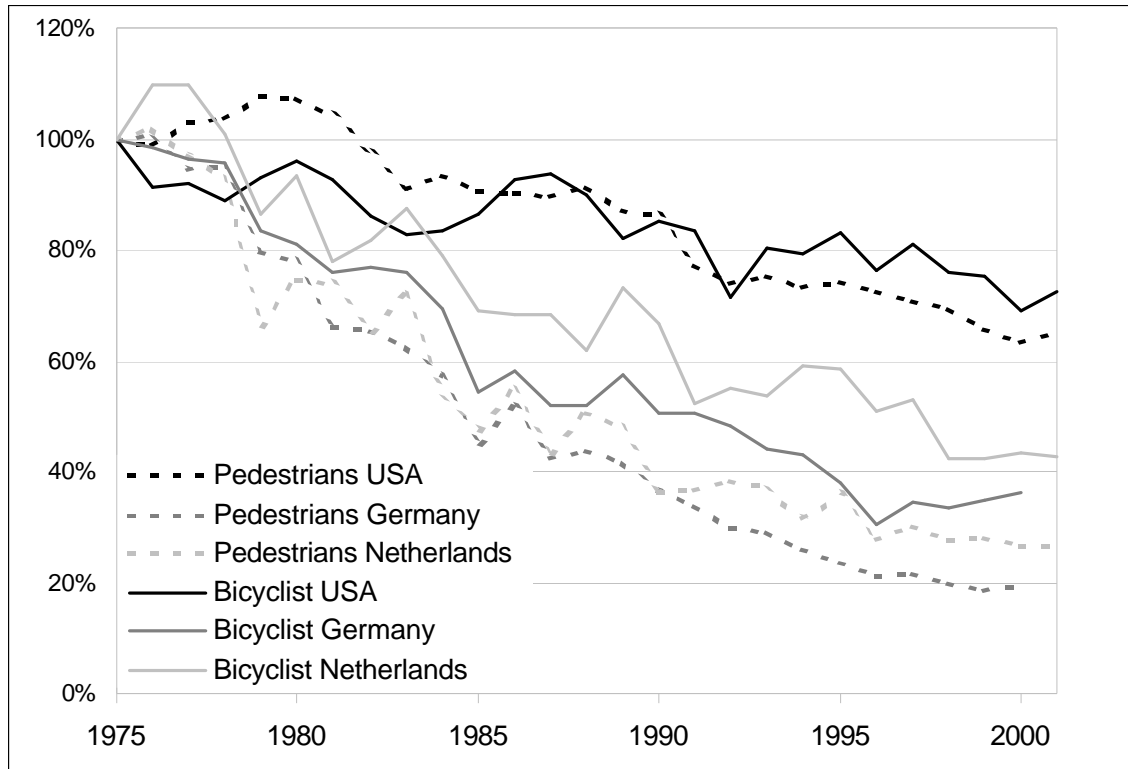 120%
100%
80%
60%
40%
20%
0%
Pedestrians USA
Pedestrians Germany
Pedestrians Netherlands
Bicyclist USA
Bicyclist Germany
Bicyclist Netherlands
1975 1980 1985 1990 1995 2000